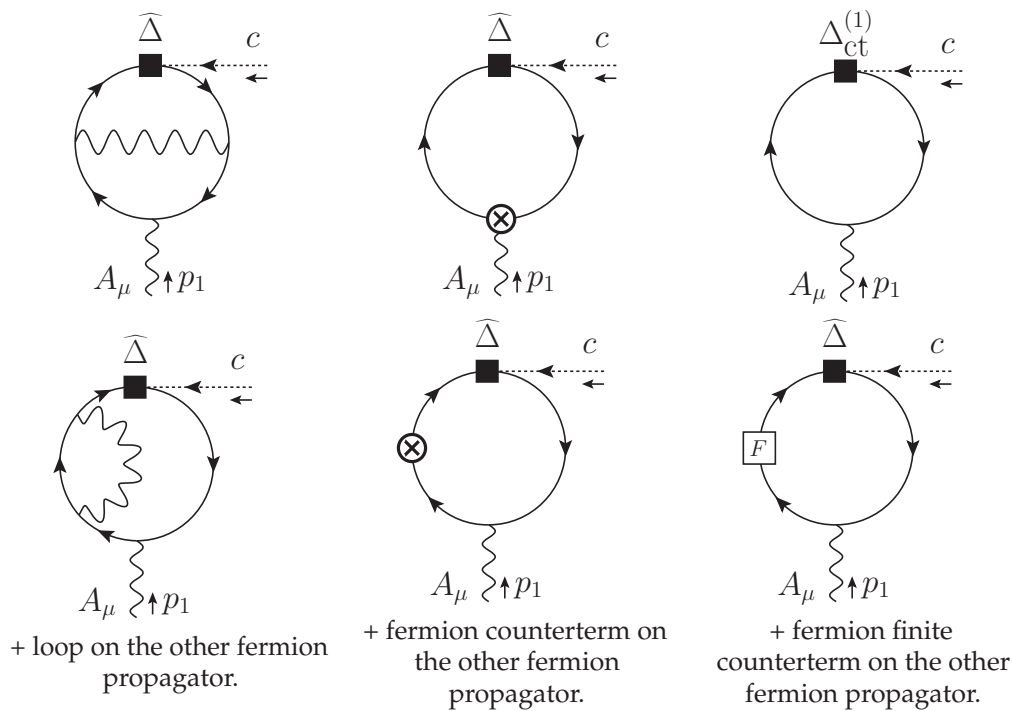 Δ̂
c
A_μ
p_1
Δ̂
c
A_μ
p_1
Δ_ct^(1)
c
A_μ
p_1
Δ̂
c
A_μ
p_1
+ loop on the other fermion
propagator.
Δ̂
c
A_μ
p_1
+ fermion counterterm on
the other fermion
propagator.
Δ̂
c
F
A_μ
p_1
+ fermion finite
counterterm on the other
fermion propagator.